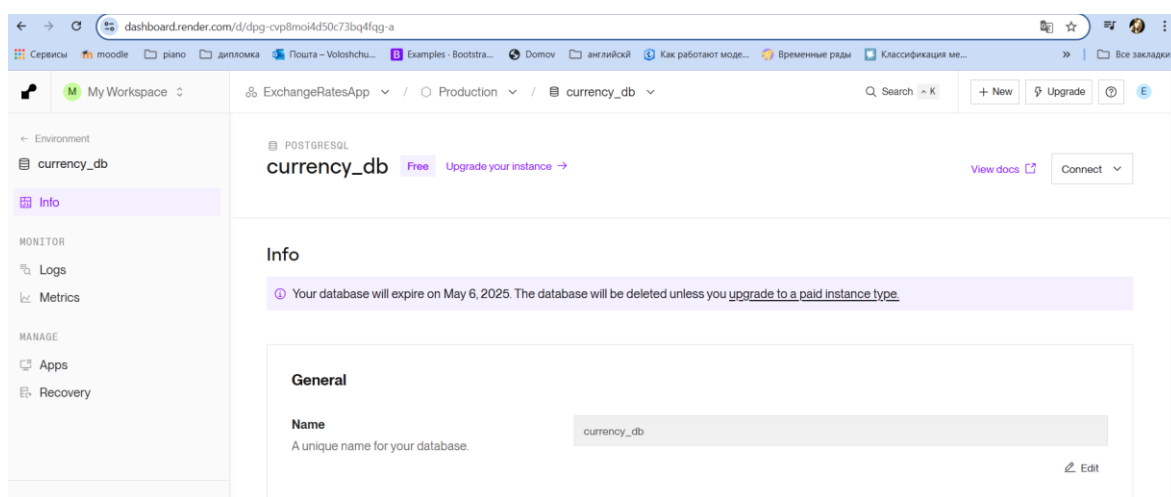 dashboard.render.com/d/dpg-cvp8moi4d50c73bq4fqg-a
Сервисы moodle piano дипломка Пошта – Voloshchu... B Examples - Bootstra... Domov английскй Как работают моде... Временные ряды Классификация ме... » Все закладки
M My Workspace ExchangeRatesApp / Production / currency_db Search ^ K + New Upgrade E
← Environment
currency_db
Info
MONITOR
Logs
Metrics
MANAGE
Apps
Recovery
POSTGRESQL
currency_db Free Upgrade your instance →
View docs Connect
Info
Your database will expire on May 6, 2025. The database will be deleted unless you upgrade to a paid instance type.
General
Name
A unique name for your database.
currency_db
Edit